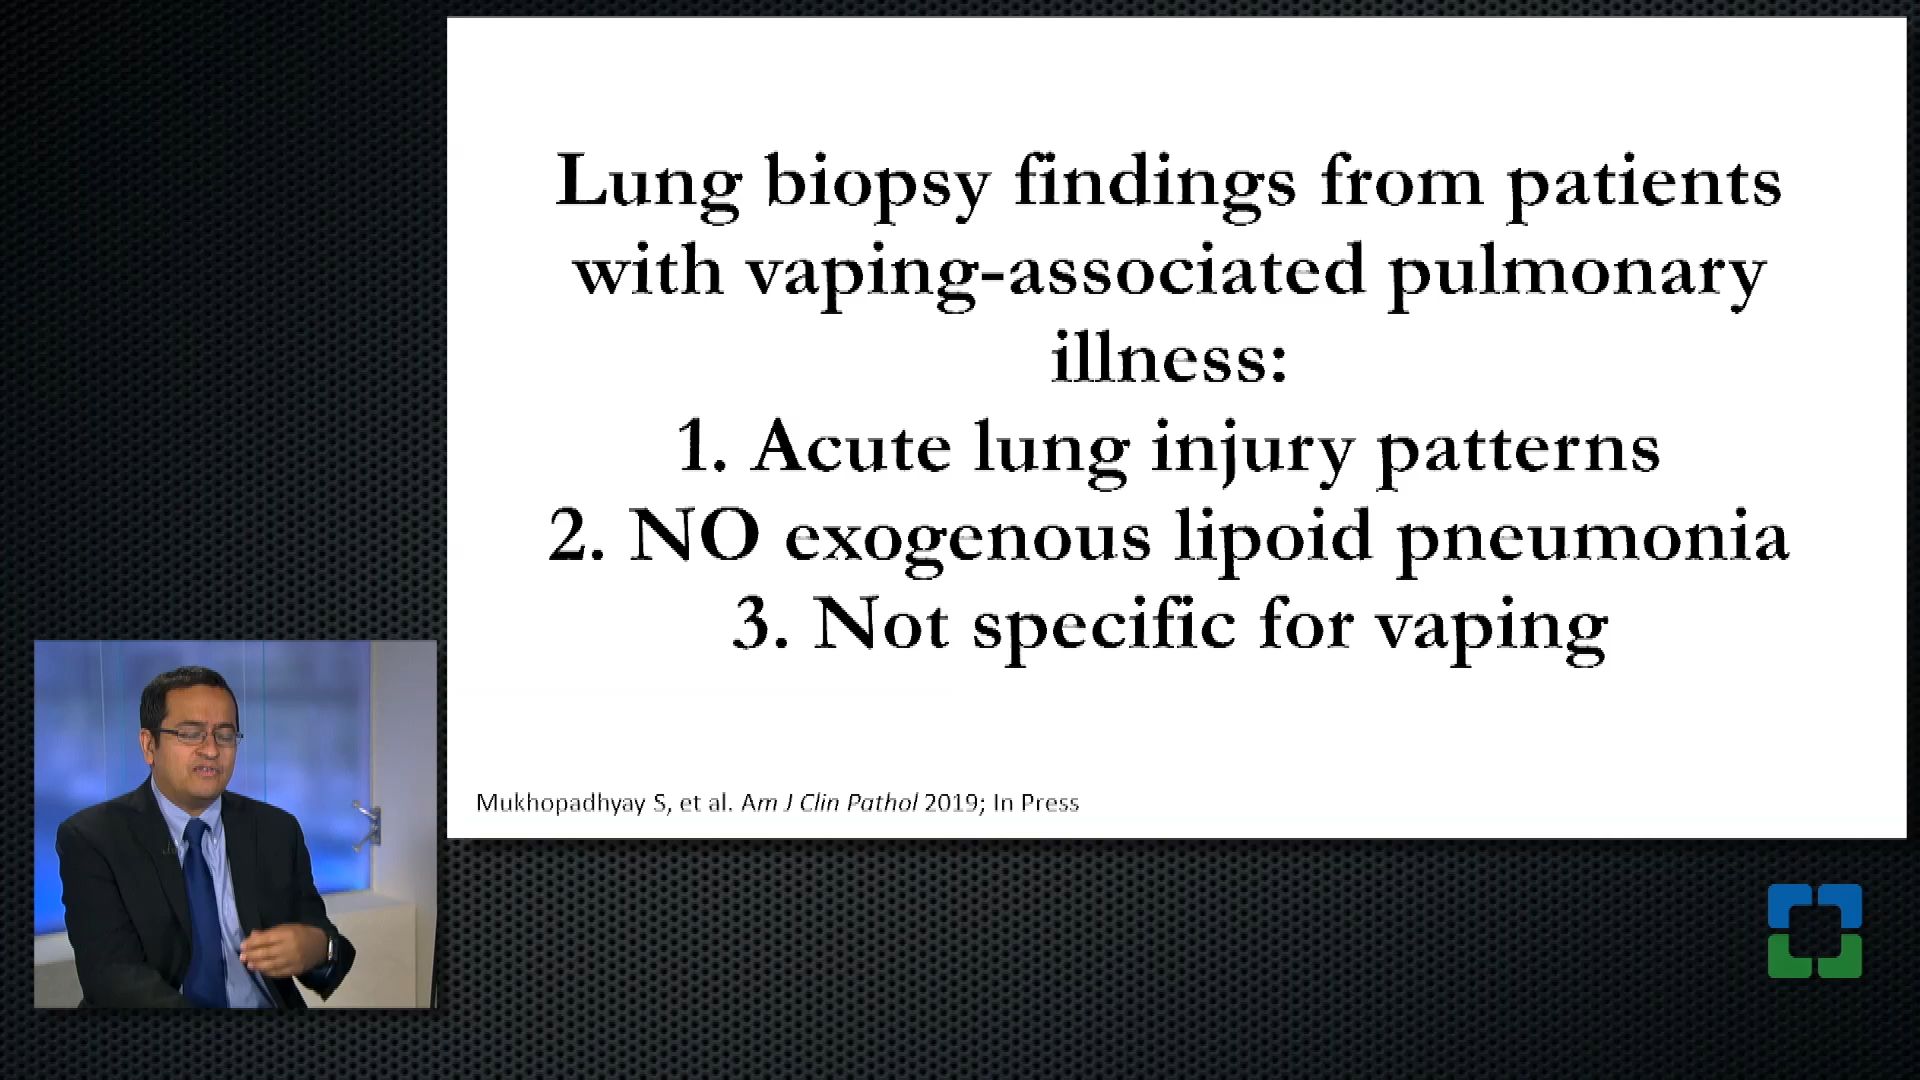 Lung biopsy findings from patients
with vaping-associated pulmonary
illness:
1. Acute lung injury patterns
2. NO exogenous lipoid pneumonia
3. Not specific for vaping
Mukhopadhyay S, et al. Am J Clin Pathol 2019; In Press